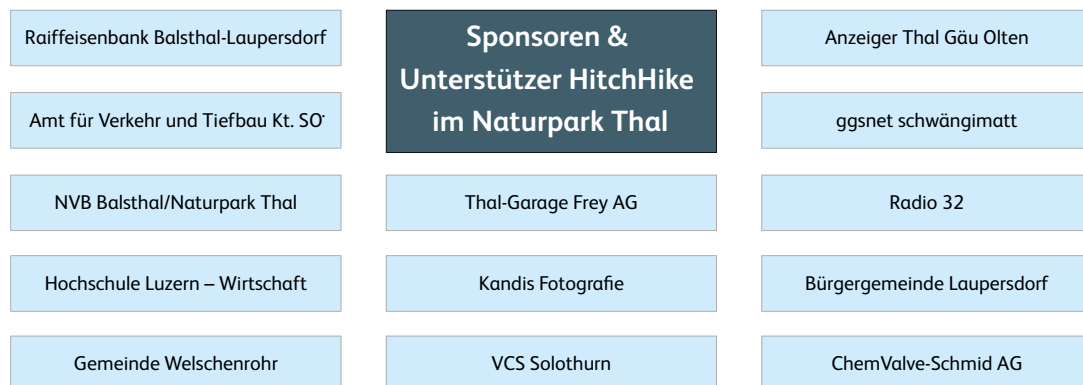 Raiffeisenbank Balsthal-Laupersdorf
Amt für Verkehr und Tiefbau Kt. SO
NVB Balsthal/Naturpark Thal
Hochschule Luzern – Wirtschaft
Gemeinde Welschenrohr
Sponsoren &
Unterstützer HitchHike
im Naturpark Thal
Thal-Garage Frey AG
Kandis Fotografie
VCS Solothurn
Anzeiger Thal Gäu Olten
ggsnet schwängimatt
Radio 32
Bürgergemeinde Laupersdorf
ChemValve-Schmid AG